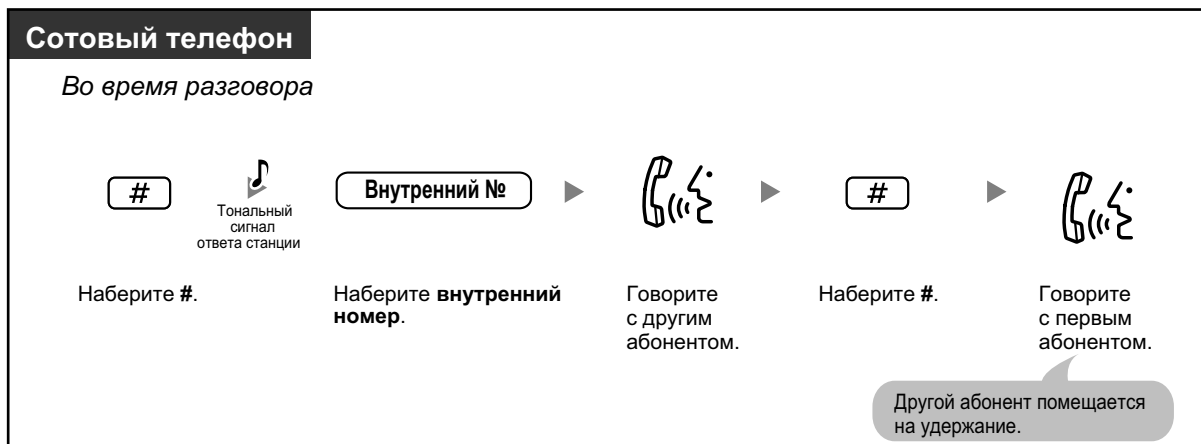 Сотовый телефон
Во время разговора
#
Тональный
сигнал
ответа станции
Внутренний №
#
Наберите #.
Наберите внутренний
номер.
Говорите
с другим
абонентом.
Наберите #.
Говорите
с первым
абонентом.
Другой абонент помещается
на удержание.